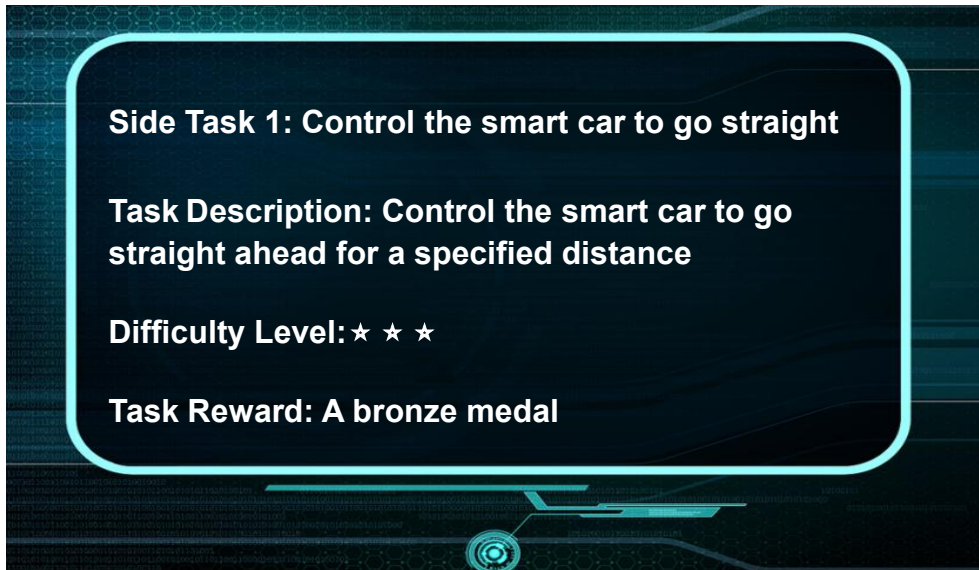 Side Task 1: Control the smart car to go straight
Task Description: Control the smart car to go
straight ahead for a specified distance
Difficulty Level:★ ★ ★
Task Reward: A bronze medal